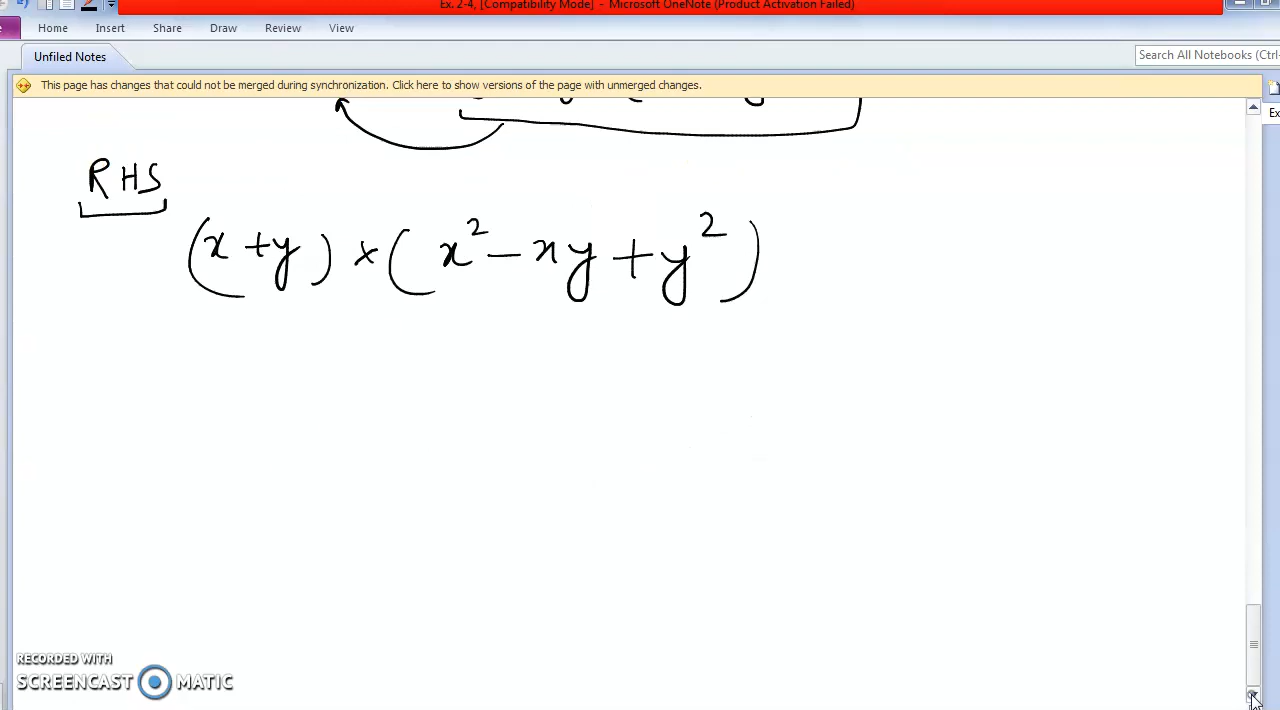 Ex. 2-4, [Compatibility Mode] - Microsoft OneNote (Product Activation Failed)
Home Insert Share Draw Review View
Unfiled Notes
Search All Notebooks (Ctrl+
This page has changes that could not be merged during synchronization. Click here to show versions of the page with unmerged changes.
Ex
RHS
(x+y)×(x²-xy+y²)
RECORDED WITH
SCREENCAST MATIC